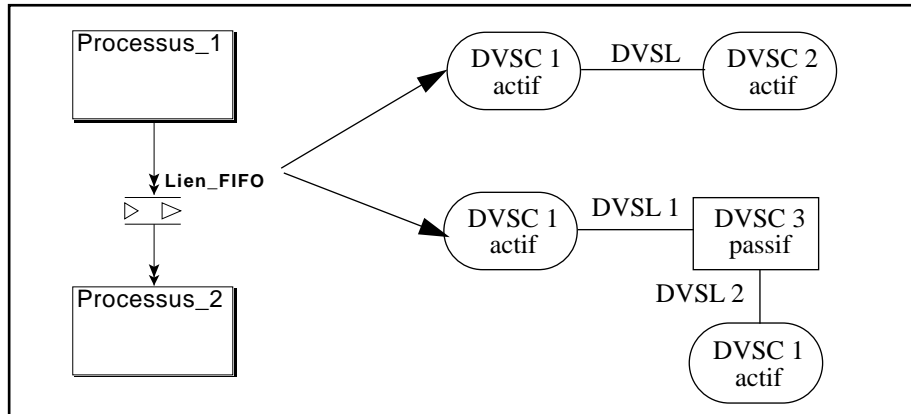 Processus_1
Lien_FIFO
Processus_2
DVSC 1
actif
DVSL
DVSC 2
actif
DVSC 1
actif
DVSL 1
DVSC 3
passif
DVSL 2
DVSC 1
actif